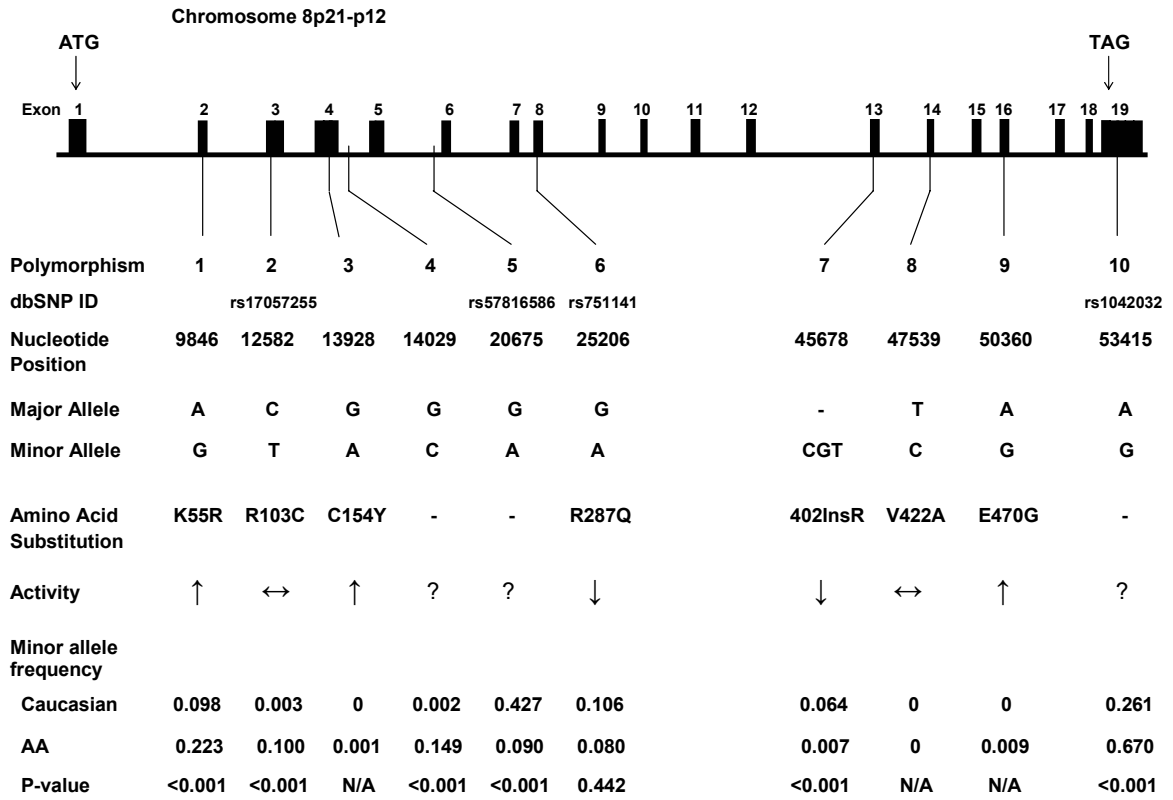 Chromosome 8p21-p12
ATG TAG
Exon 1 2 3 4 5 6 7 8 9 10 11 12 13 14 15 16 17 18 19
Polymorphism 1 2 3 4 5 6 7 8 9 10
dbSNP ID rs17057255 rs57816586 rs751141 rs1042032
Nucleotide 9846 12582 13928 14029 20675 25206 45678 47539 50360 53415
Position
Major Allele A C G G G G - T A A
Minor Allele G T A C A A CGT C G G
Amino Acid K55R R103C C154Y - - R287Q 402InsR V422A E470G -
Substitution
Activity ↑ ↔ ↑ ? ? ↓ ↓ ↔ ↑ ?
Minor allele
frequency
Caucasian 0.098 0.003 0 0.002 0.427 0.106 0.064 0 0 0.261
AA 0.223 0.100 0.001 0.149 0.090 0.080 0.007 0 0.009 0.670
P-value <0.001 <0.001 N/A <0.001 <0.001 0.442 <0.001 N/A N/A <0.001